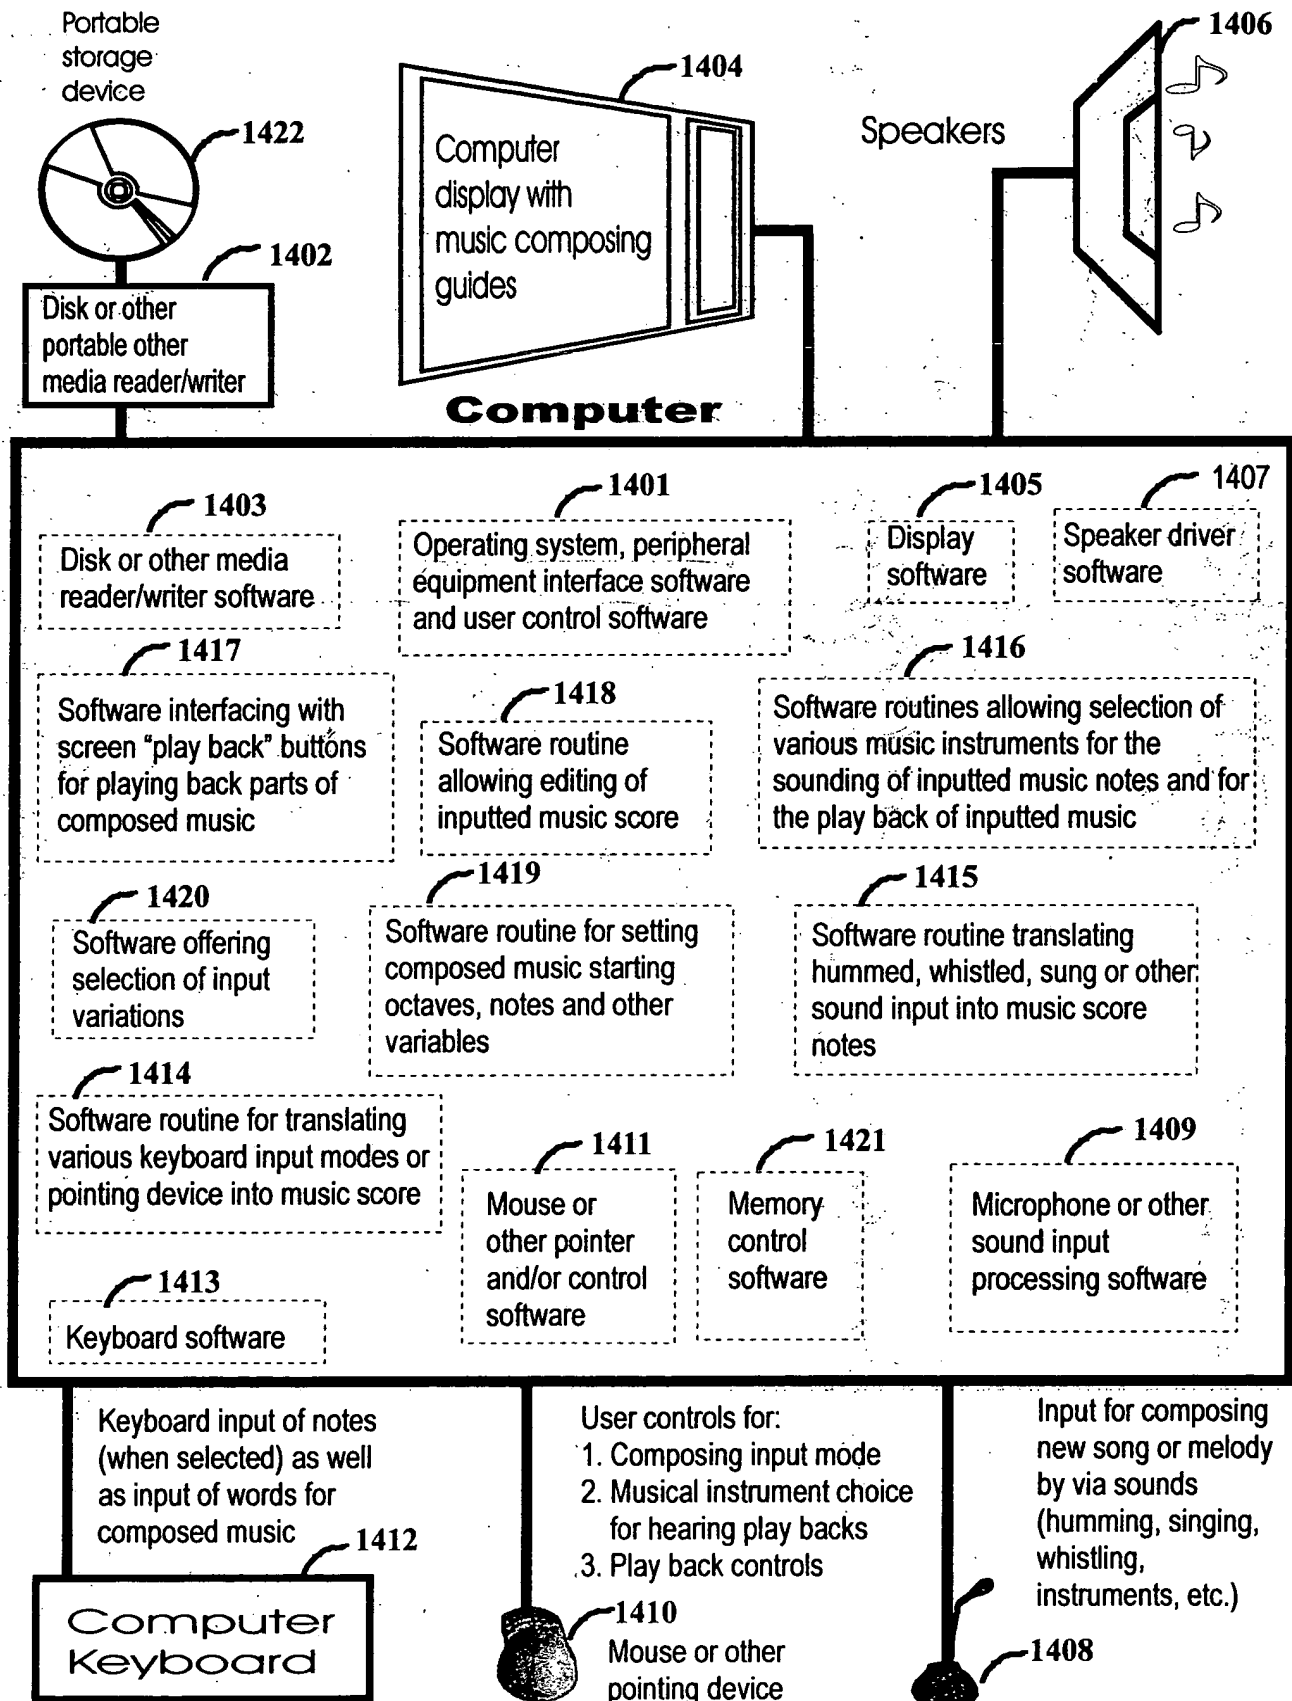 Portable
storage
device
1422
1402
Disk or other
portable other
media reader/writer
1404
Computer
display with
music composing
guides
Speakers
1406
Computer
1403
Disk or other media
reader/writer software
1401
Operating system, peripheral
equipment interface software
and user control software
1405
Display
software
1407
Speaker driver
software
1417
Software interfacing with
screen "play back" buttons
for playing back parts of
composed music
1418
Software routine
allowing editing of
inputted music score
1416
Software routines allowing selection of
various music instruments for the
sounding of inputted music notes and for
the play back of inputted music
1420
Software offering
selection of input
variations
1419
Software routine for setting
composed music starting
octaves, notes and other
variables
1415
Software routine translating
hummed, whistled, sung or other
sound input into music score
notes
1414
Software routine for translating
various keyboard input modes or
pointing device into music score
1411
Mouse or
other pointer
and/or control
software
1421
Memory
control
software
1409
Microphone or other
sound input
processing software
1413
Keyboard software
Keyboard input of notes
(when selected) as well
as input of words for
composed music
1412
Computer
Keyboard
User controls for:
1. Composing input mode
2. Musical instrument choice
for hearing play backs
3. Play back controls
1410
Mouse or other
pointing device
Input for composing
new song or melody
by via sounds
(humming, singing,
whistling,
instruments, etc.)
1408